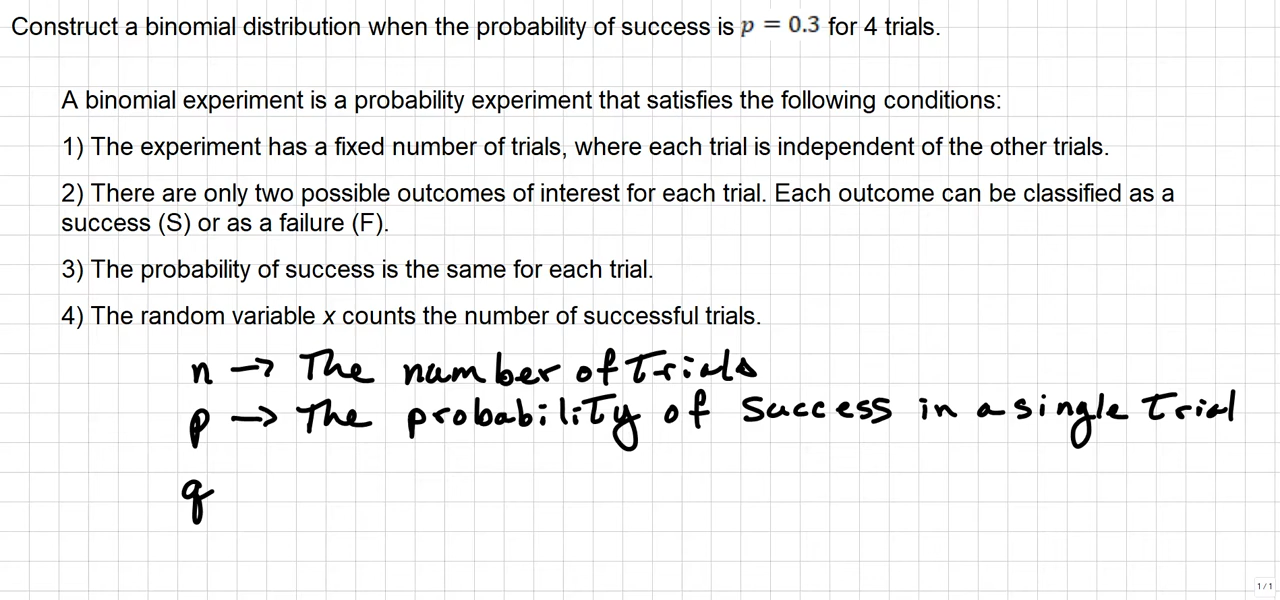 Construct a binomial distribution when the probability of success is p = 0.3 for 4 trials.
A binomial experiment is a probability experiment that satisfies the following conditions:
1) The experiment has a fixed number of trials, where each trial is independent of the other trials.
2) There are only two possible outcomes of interest for each trial. Each outcome can be classified as a
success (S) or as a failure (F).
3) The probability of success is the same for each trial.
4) The random variable x counts the number of successful trials.
n → The number of Trials
p → The probability of success in a single Trial
q
1/1